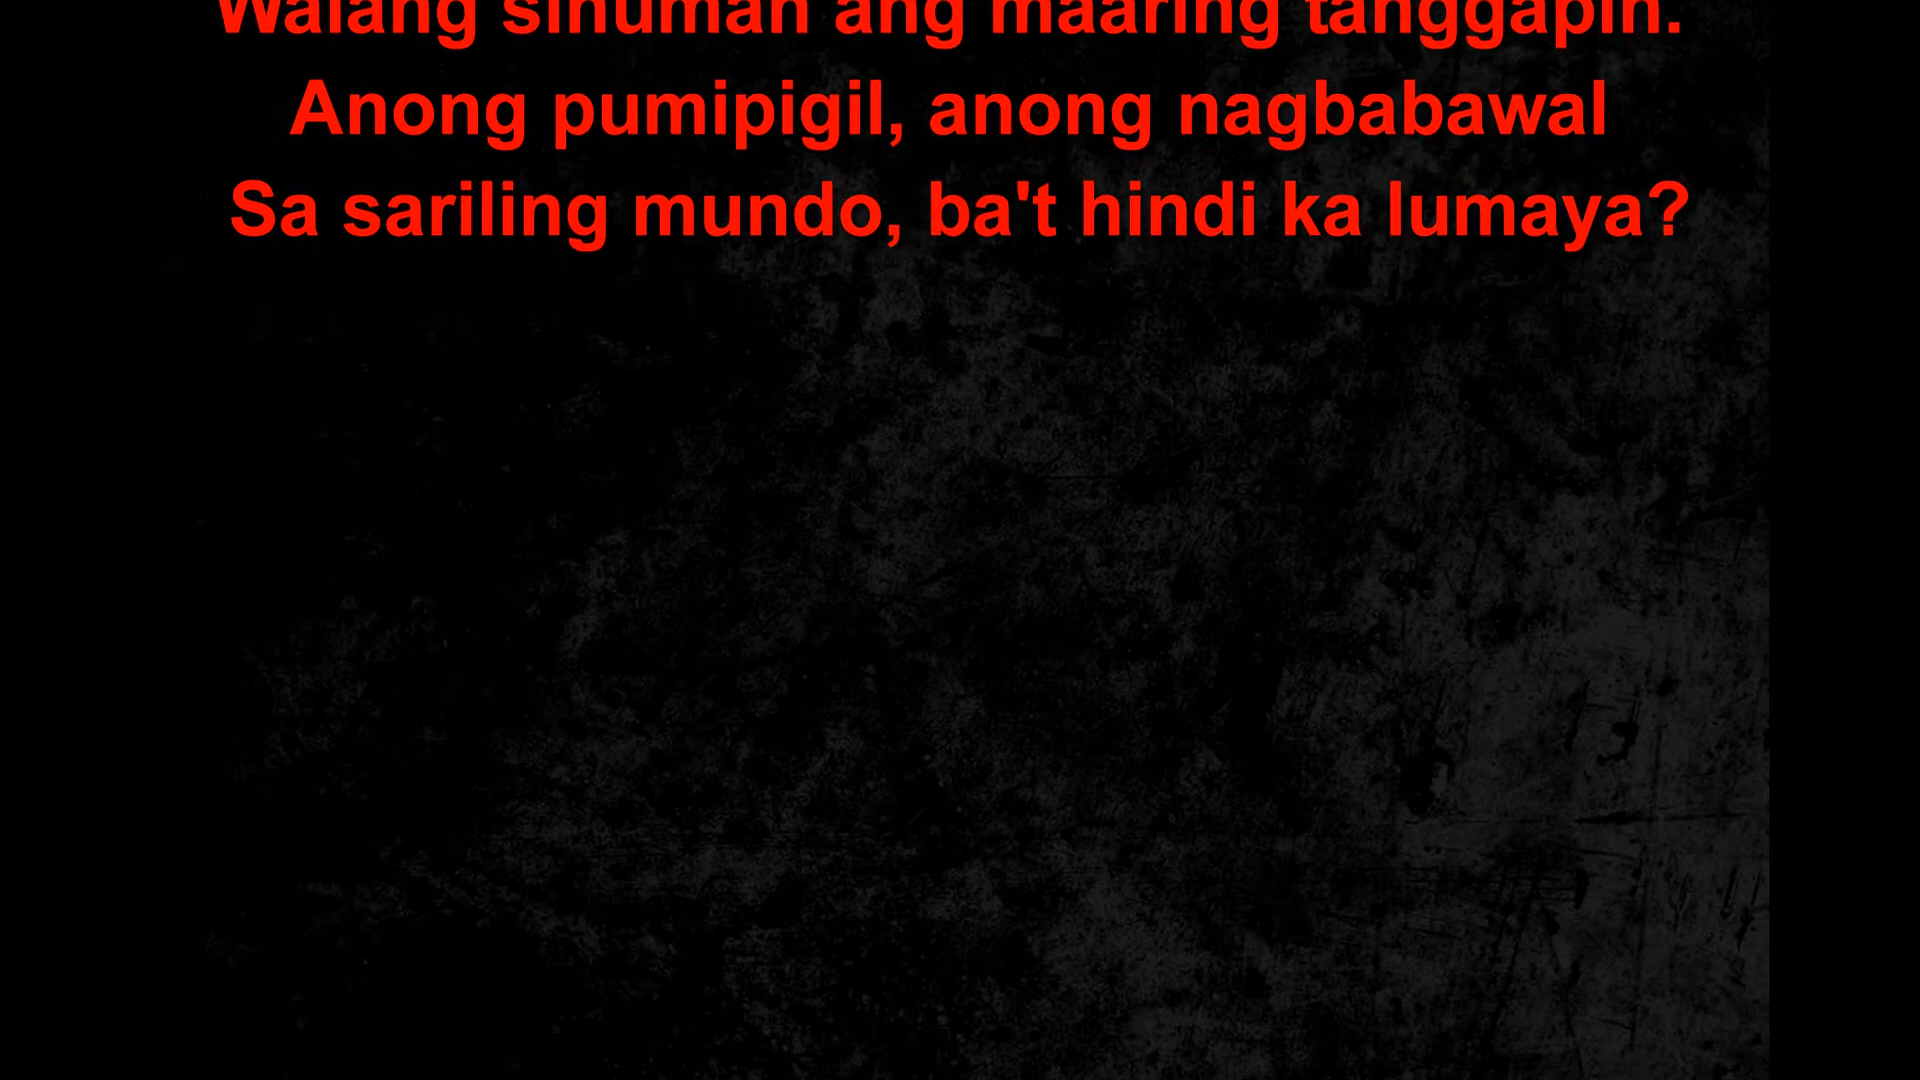 Walang sinuman ang maaring tanggapin.
Anong pumipigil, anong nagbabawal
Sa sariling mundo, ba't hindi ka lumaya?